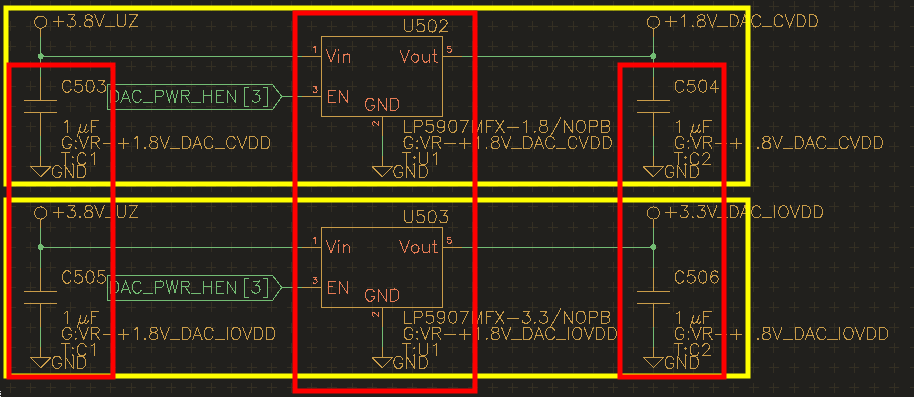 +3.8V_UZ
U502
+1.8V_DAC_CVDD
1 Vin Vout 5
C503
DAC_PWR_HEN[3]
3 EN
GND
2
C504
1 µF
G:VR-+1.8V_DAC_CVDD
T:C1
GND
LP5907MFX-1.8/NOPB
G:VR-+1.8V_DAC_CVDD
T:U1
GND
1 µF
G:VR-+ .8V_DAC_CVDD
T:C2
GND
+3.8V_UZ
U503
+3.3V_DAC_IOVDD
1 Vin Vout 5
C505
DAC_PWR_HEN[3]
3 EN
GND
2
C506
1 µF
G:VR-+1.8V_DAC_IOVDD
T:C1
GND
LP5907MFX-3.3/NOPB
G:VR-+1.8V_DAC_IOVDD
T:U1
GND
1 µF
G:VR-+ .8V_DAC_IOVDD
T:C2
GND